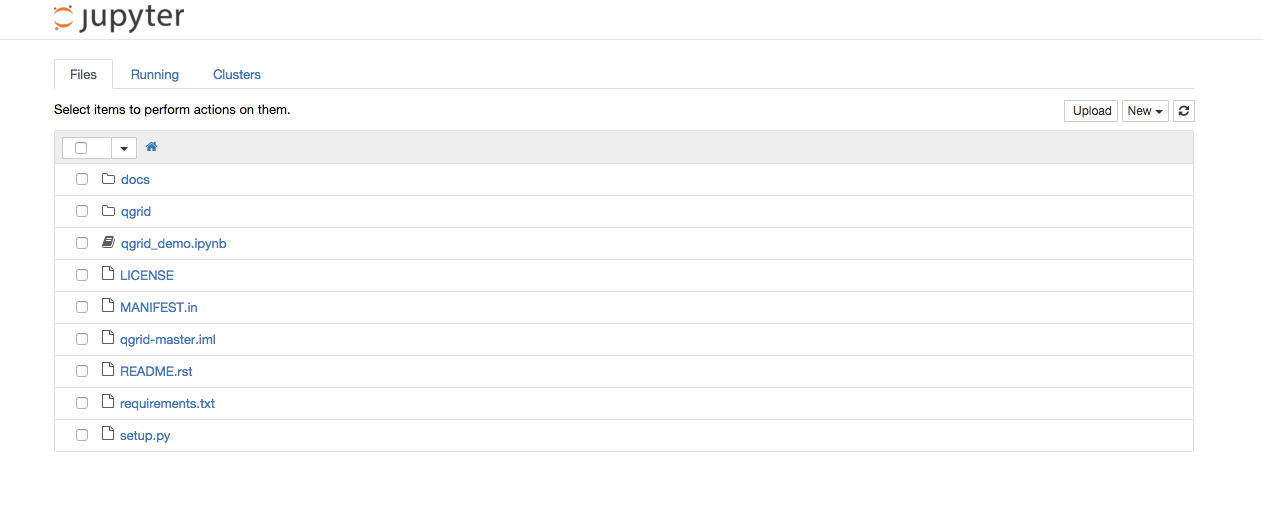 jupyter
Files Running Clusters
Select items to perform actions on them. Upload New
docs
qgrid
qgrid_demo.ipynb
LICENSE
MANIFEST.in
qgrid-master.iml
README.rst
requirements.txt
setup.py